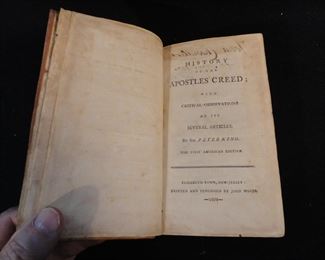 HISTORY
OF THE
APOSTLES CREED;
WITH
CRITICAL OBSERVATIONS
ON ITS
SEVERAL ARTICLES.
BY SIR PETER KING.
THE FIRST AMERICAN EDITION.
ELIZABETH-TOWN, NEW-JERSEY:
PRINTED AND PUBLISHED BY JOHN WOODS.